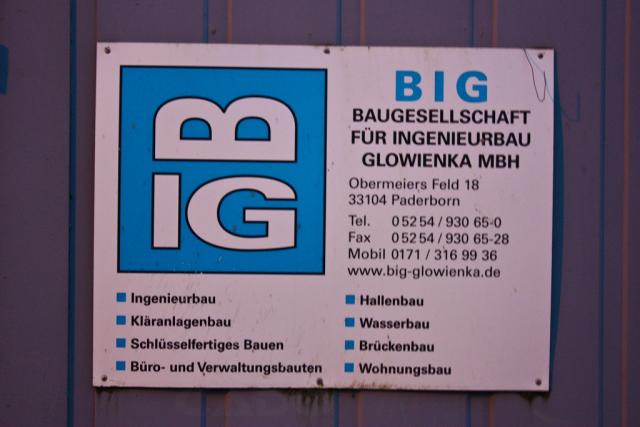 B
IG
BIG
BAUGESELLSCHAFT
FÜR INGENIEURBAU
GLOWIENKA MBH
Obermeiers Feld 18
33104 Paderborn
Tel. 05254/930 65-0
Fax 05254/930 65-28
Mobil 0171/316 99 36
www.big-glowienka.de
Ingenieurbau
Kläranlagenbau
Schlüsselfertiges Bauen
Büro- und Verwaltungsbauten
Hallenbau
Wasserbau
Brückenbau
Wohnungsbau